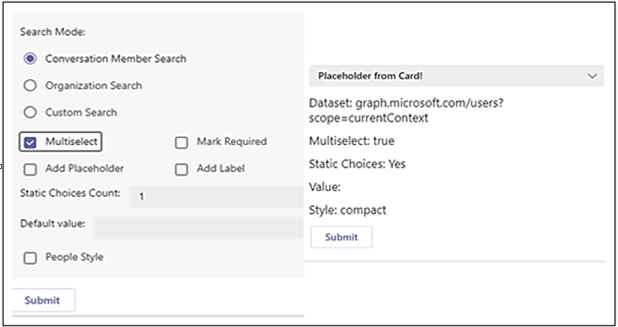 Search Mode:
Conversation Member Search
Organization Search
Custom Search
Multiselect
Mark Required
Add Placeholder
Add Label
Static Choices Count:
1
Default value:
People Style
Submit
Placeholder from Card!
Dataset: graph.microsoft.com/users?
scope=currentContext
Multiselect: true
Static Choices: Yes
Value:
Style: compact
Submit